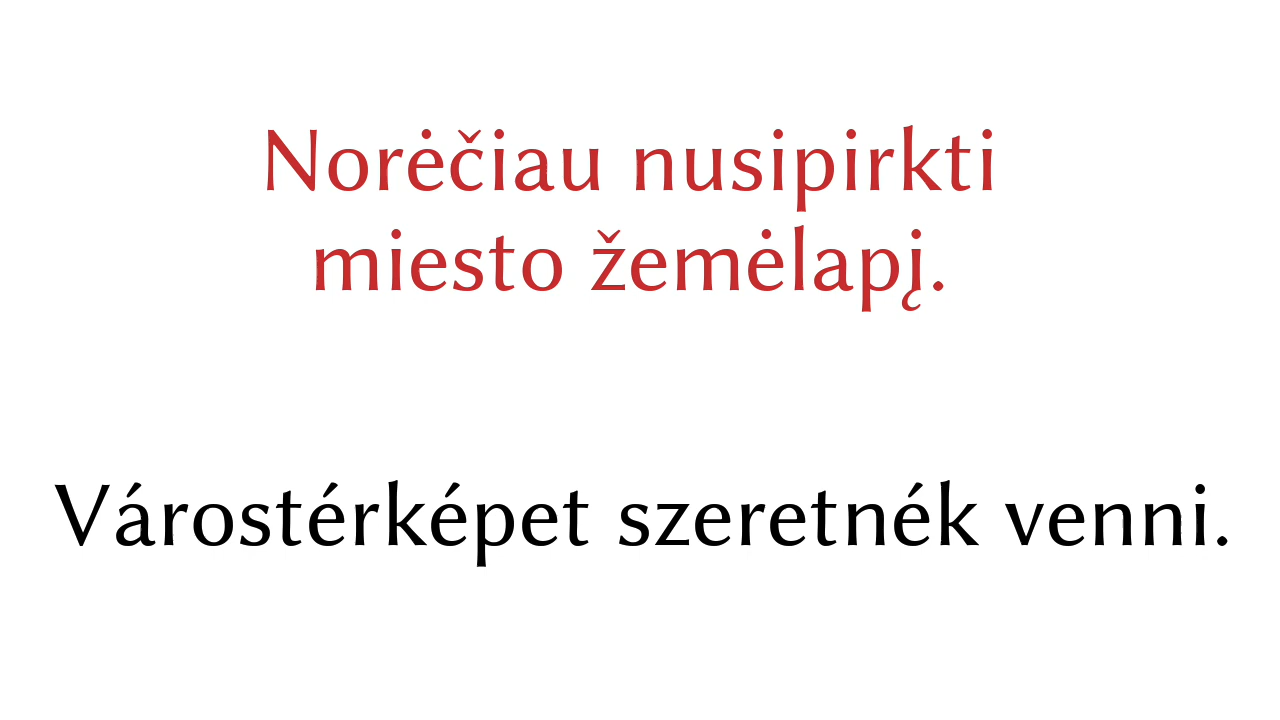 Norėčiau nusipirkti
miesto žemėlapį.
Várostérképet szeretnék venni.